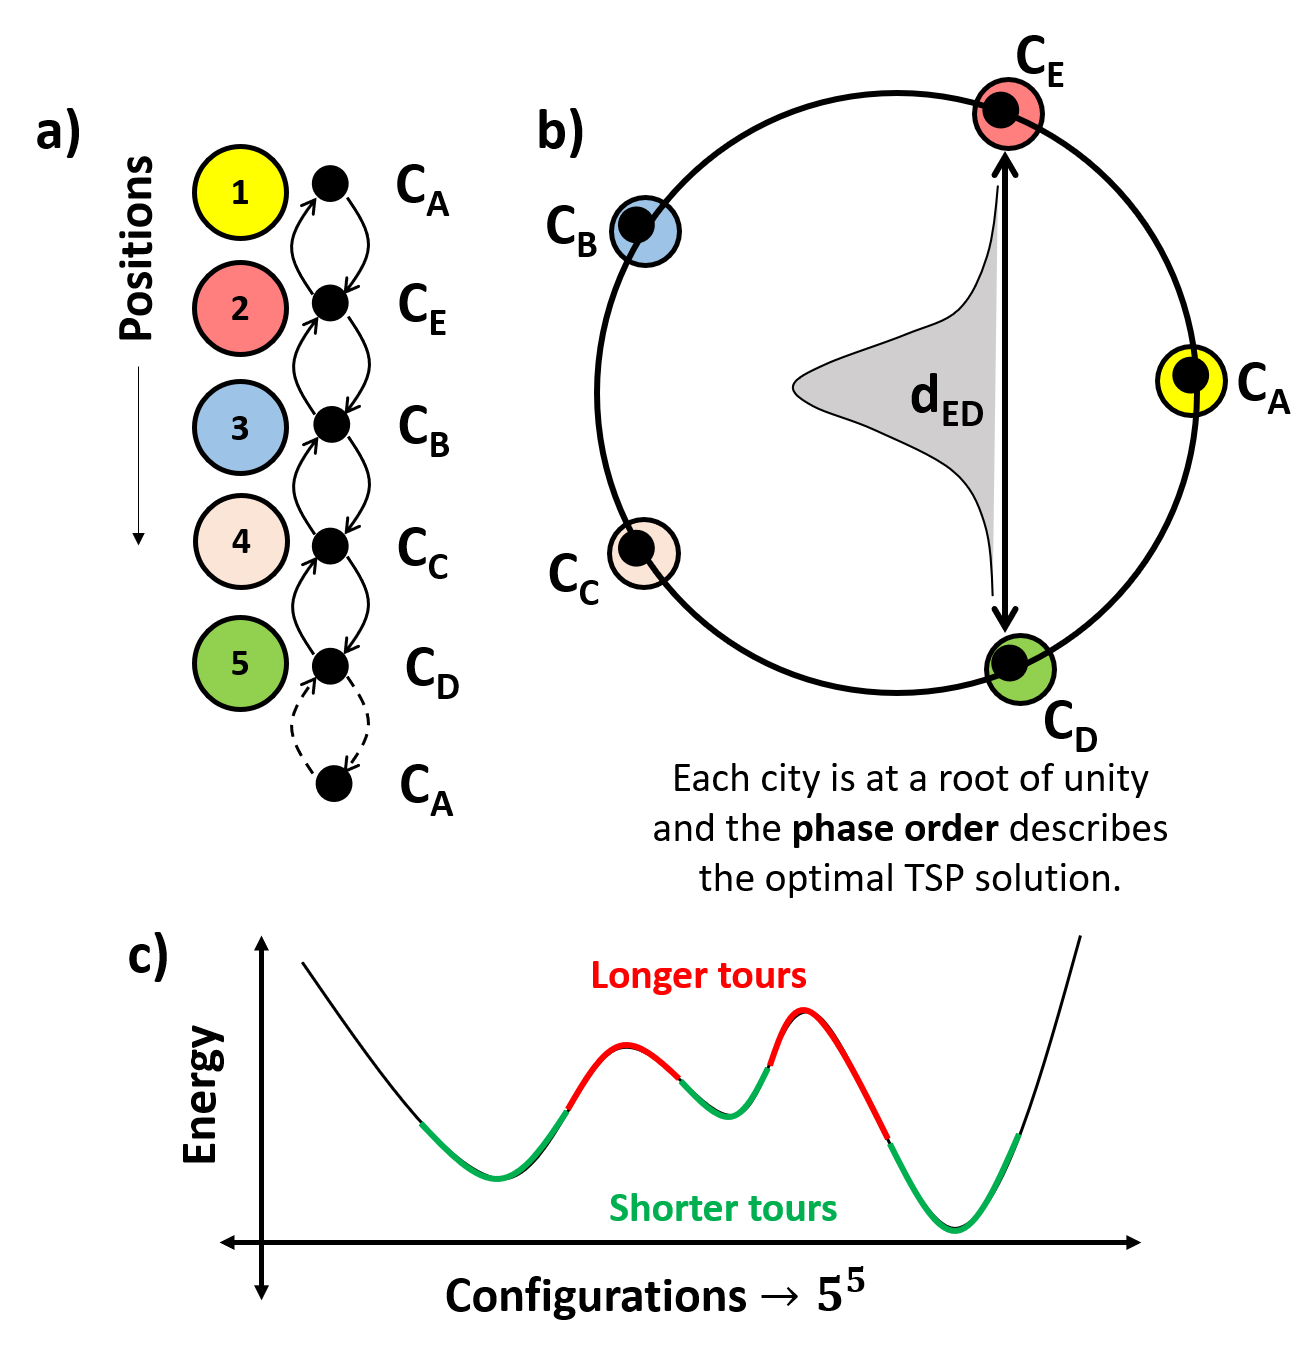 a)
Positions
1
C_A
2
C_E
3
C_B
4
C_C
5
C_D
C_A
b)
C_E
C_B
d_ED
C_A
C_C
C_D
Each city is at a root of unity
and the phase order describes
the optimal TSP solution.
c)
Energy
Longer tours
Shorter tours
Configurations → 5⁵